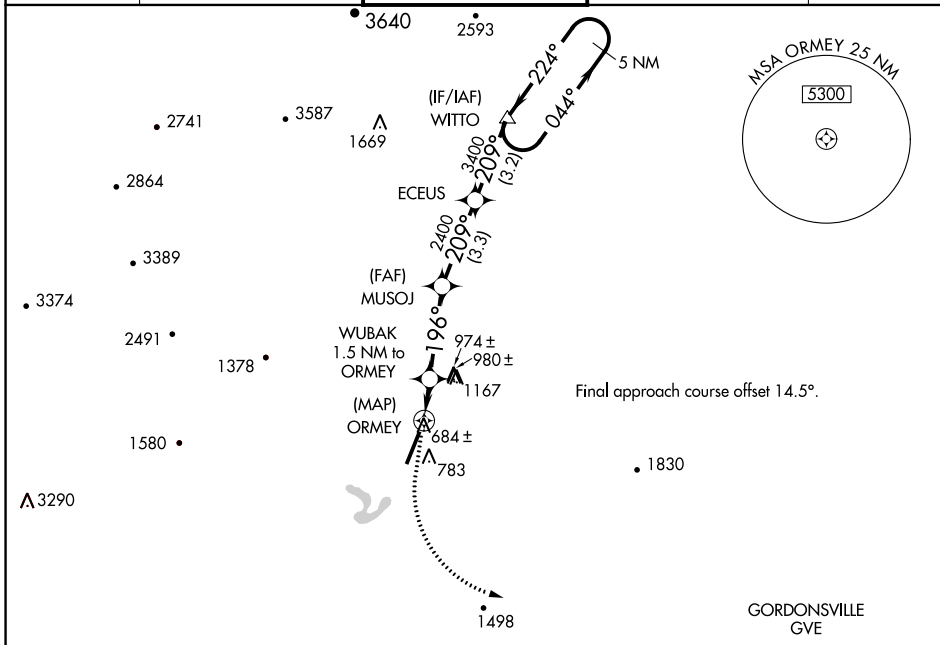 3640
2593
224°
5 NM
MSA ORMEY 25 NM
5300
(IF/IAF)
WITTO
044°
3587
2741
1669
3400
209°
(3.2)
2864
ECEUS
2400
209°
(3.3)
3389
(FAF)
MUSOJ
3374
196°
2491
WUBAK
1.5 NM to
ORMEY
974 ±
980 ±
1378
1167
Final approach course offset 14.5°.
(MAP)
ORMEY
684 ±
1580
783
1830
3290
1498
GORDONSVILLE
GVE